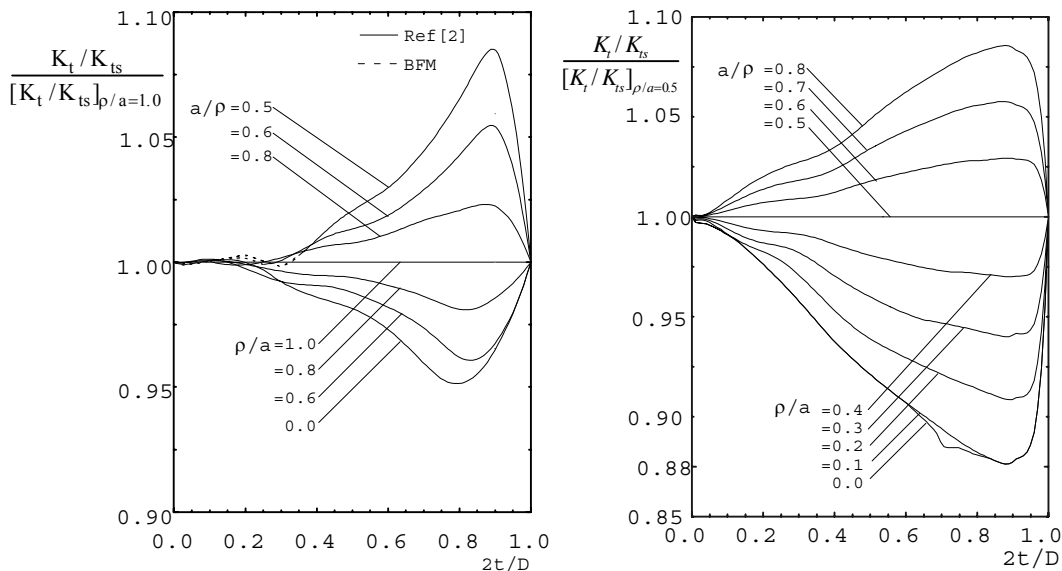 K_t/K_ts
[K_t/K_ts]ρ/a=1.0
1.10
1.05
1.00
0.95
0.90
Ref[2]
BFM
a/ρ=0.5
=0.6
=0.8
ρ/a=1.0
=0.8
=0.6
0.0
0.0 0.2 0.4 0.6 0.8 1.0
2t/D
K_t/K_ts
[K_t/K_ts]ρ/a=0.5
1.10
1.05
1.00
0.95
0.90
0.88
0.85
a/ρ=0.8
=0.7
=0.6
=0.5
ρ/a=0.4
=0.3
=0.2
=0.1
0.0
0.0 0.2 0.4 0.6 0.8 1.0
2t/D